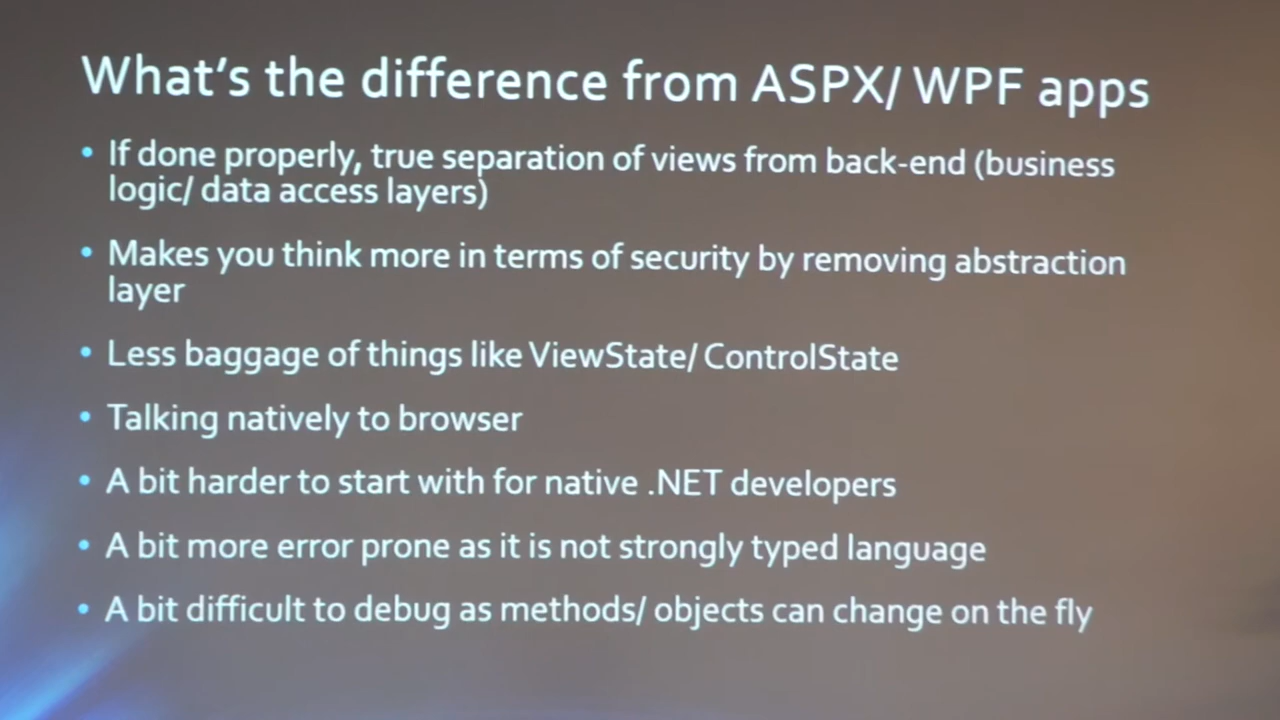 What's the difference from ASPX/ WPF apps
• If done properly, true separation of views from back-end (business
logic/ data access layers)
• Makes you think more in terms of security by removing abstraction
layer
• Less baggage of things like ViewState/ ControlState
• Talking natively to browser
• A bit harder to start with for native .NET developers
• A bit more error prone as it is not strongly typed language
• A bit difficult to debug as methods/ objects can change on the fly